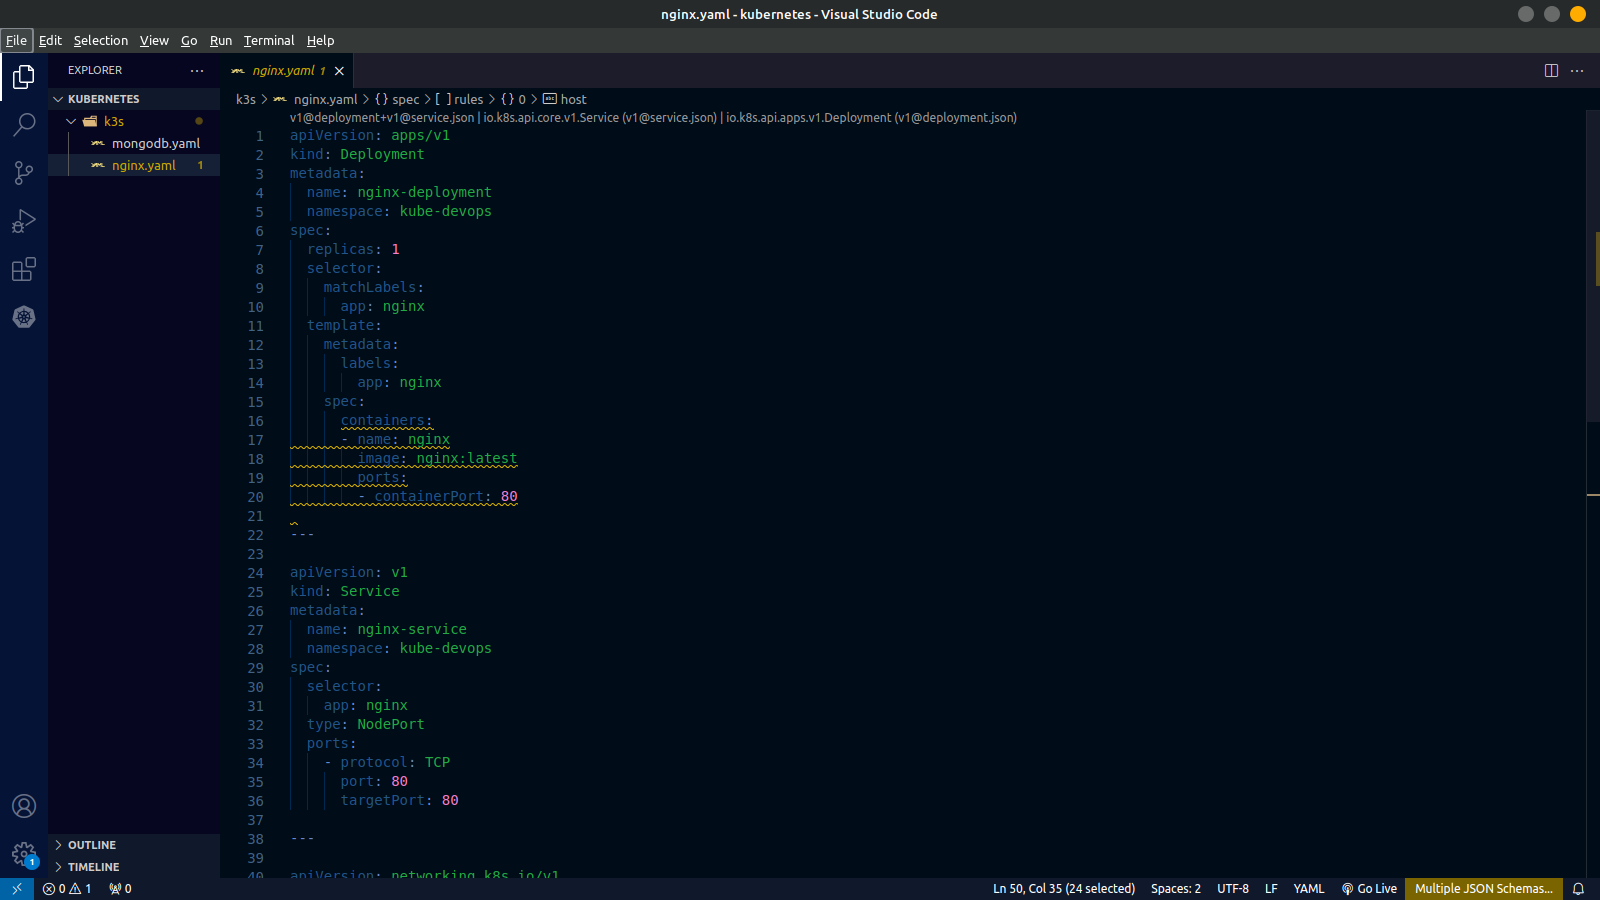 nginx.yaml - kubernetes - Visual Studio Code
File Edit Selection View Go Run Terminal Help
EXPLORER
KUBERNETES
k3s
mongodb.yaml
nginx.yaml 1
OUTLINE
TIMELINE
nginx.yaml 1
k3s > nginx.yaml > {} spec > [ ] rules > {} 0 > abc host
v1@deployment+v1@service.json | io.k8s.api.core.v1.Service (v1@service.json) | io.k8s.api.apps.v1.Deployment (v1@deployment.json)
1 apiVersion: apps/v1
2 kind: Deployment
3 metadata:
4 name: nginx-deployment
5 namespace: kube-devops
6 spec:
7 replicas: 1
8 selector:
9 matchLabels:
10 app: nginx
11 template:
12 metadata:
13 labels:
14 app: nginx
15 spec:
16 containers:
17 - name: nginx
18 image: nginx:latest
19 ports:
20 - containerPort: 80
21
22 ---
23
24 apiVersion: v1
25 kind: Service
26 metadata:
27 name: nginx-service
28 namespace: kube-devops
29 spec:
30 selector:
31 app: nginx
32 type: NodePort
33 ports:
34 - protocol: TCP
35 port: 80
36 targetPort: 80
37
38 ---
39
40 apiVersion: networking.k8s.io/v1
1
0 1 0 Ln 50, Col 35 (24 selected) Spaces: 2 UTF-8 LF YAML Go Live Multiple JSON Schemas...